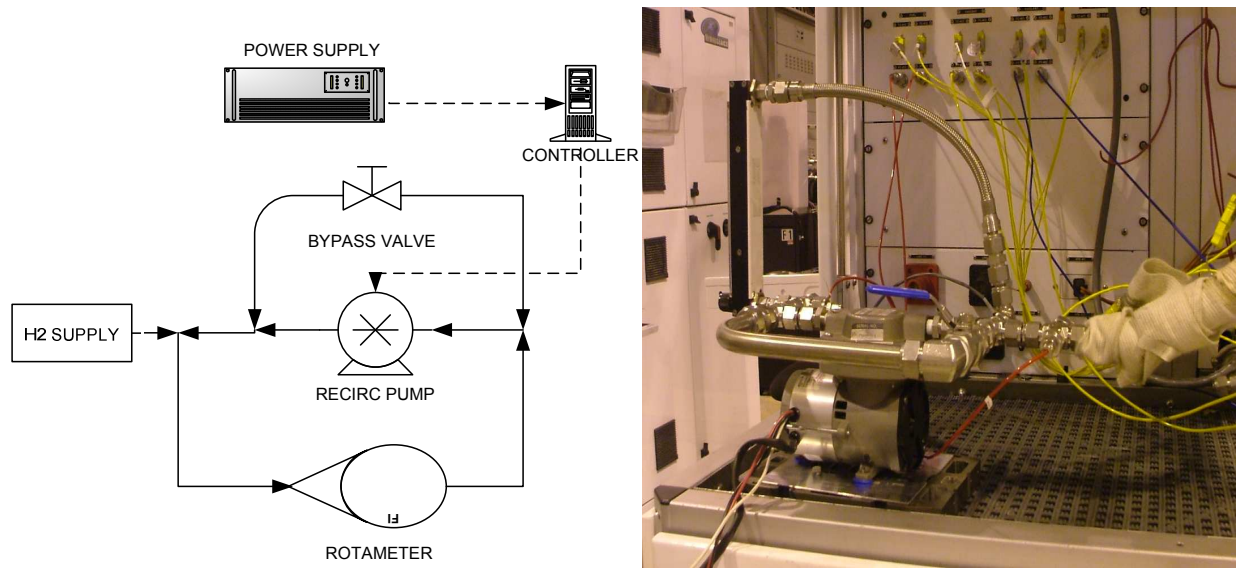 POWER SUPPLY
CONTROLLER
BYPASS VALVE
H2 SUPPLY
RECIRC PUMP
FI
ROTAMETER